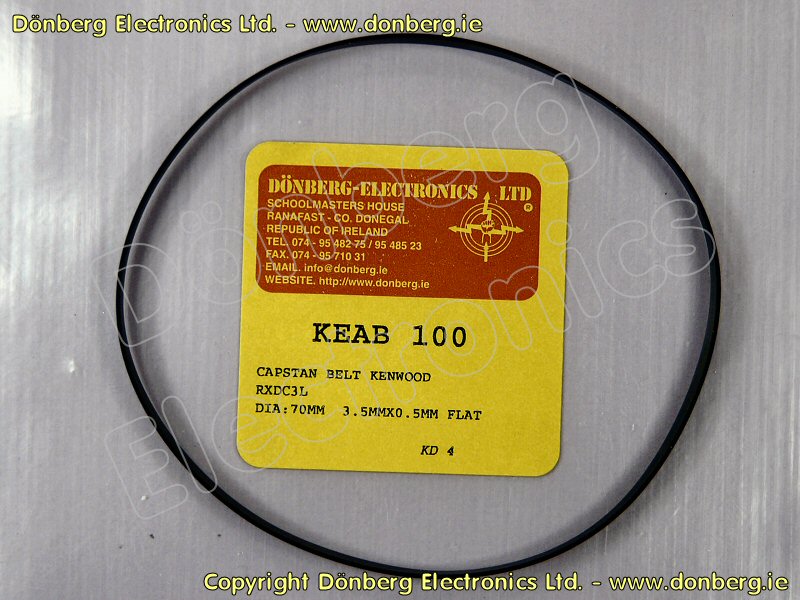 Dönberg Electronics Ltd. - www.donberg.ie
DÖNBERG-ELECTRONICS LTD
SCHOOLMASTERS HOUSE
RANAFAST - CO. DONEGAL
REPUBLIC OF IRELAND
TEL. 074 - 95 482 75 / 95 485 23
FAX. 074 - 95 710 31
EMAIL. info@donberg.ie
WEBSITE. http://www.donberg.ie
®
KEAB 100
CAPSTAN BELT KENWOOD
RXDC3L
DIA:70MM 3.5MMX0.5MM FLAT
KD 4
Dönberg
Electronics
Copyright Dönberg Electronics Ltd. - www.donberg.ie